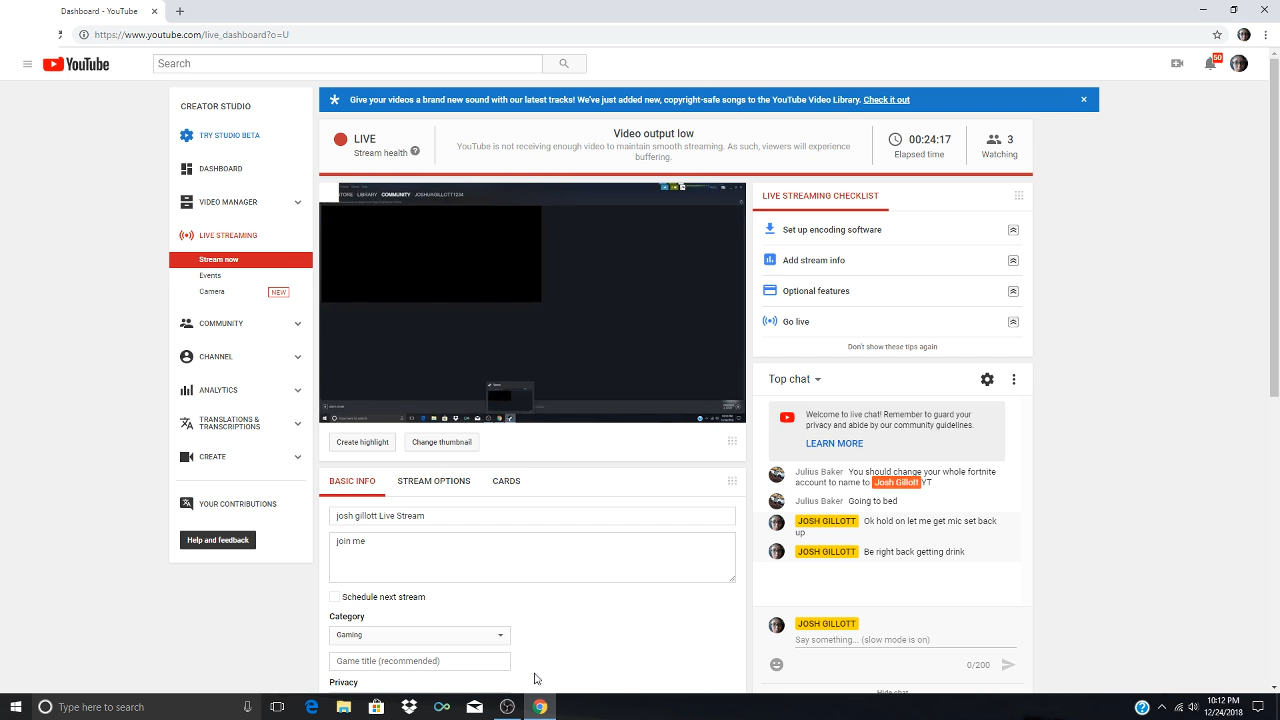 Dashboard - YouTube
https://www.youtube.com/live_dashboard?o=U
YouTube
Search
50
CREATOR STUDIO
TRY STUDIO BETA
DASHBOARD
VIDEO MANAGER
LIVE STREAMING
Stream now
Events
Camera NEW
COMMUNITY
CHANNEL
ANALYTICS
TRANSLATIONS &
TRANSCRIPTIONS
CREATE
YOUR CONTRIBUTIONS
Help and feedback
Give your videos a brand new sound with our latest tracks! We've just added new, copyright-safe songs to the YouTube Video Library. Check it out
LIVE
Stream health
Video output low
YouTube is not receiving enough video to maintain smooth streaming. As such, viewers will experience
buffering.
00:24:17
Elapsed time
3
Watching
TORE LIBRARY COMMUNITY JOSHUAGILLOTT1234
Create highlight
Change thumbnail
BASIC INFO STREAM OPTIONS CARDS
josh gillott Live Stream
join me
Schedule next stream
Category
Gaming
Game title (recommended)
Privacy
LIVE STREAMING CHECKLIST
Set up encoding software
Add stream info
Optional features
Go live
Don't show these tips again
Top chat
Welcome to live chat! Remember to guard your
privacy and abide by our community guidelines.
LEARN MORE
Julius Baker You should change your whole fortnite
account to name to Josh Gillott YT
Julius Baker Going to bed
JOSH GILLOTT Ok hold on let me get mic set back
up
JOSH GILLOTT Be right back getting drink
JOSH GILLOTT
Say something... (slow mode is on)
0/200
Hide chat
Type here to search
10:12 PM
12/24/2018